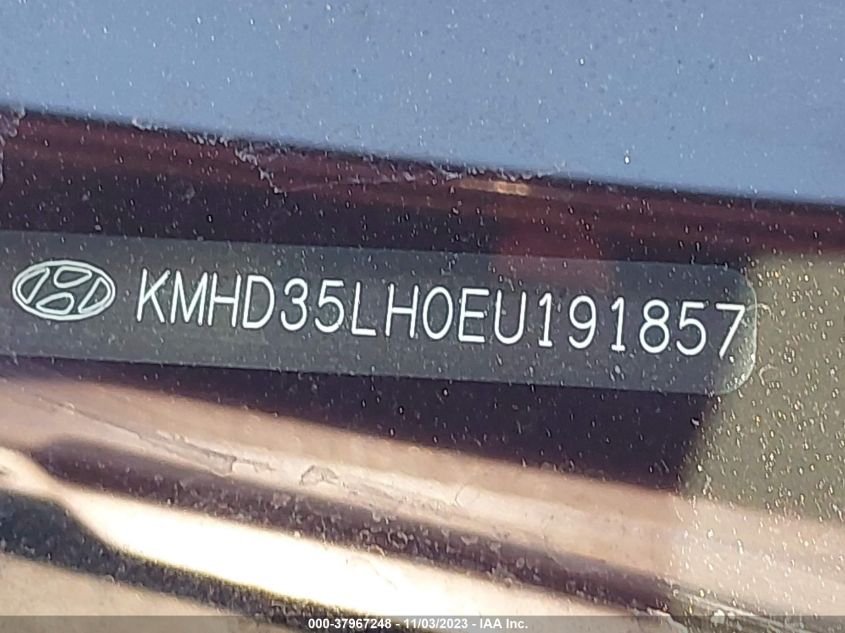 KMHD35LH0EU191857
000-37967248 - 11/03/2023 - IAA Inc.